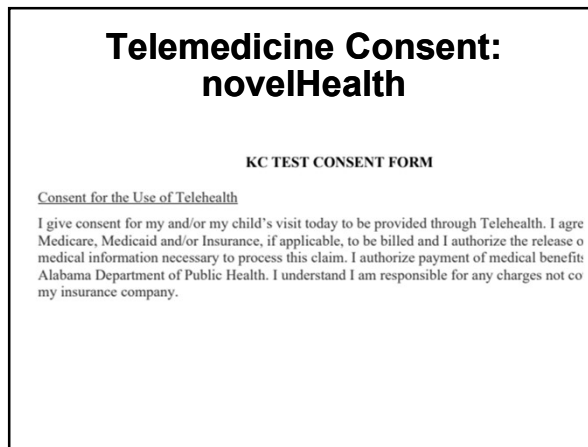 Telemedicine Consent:
novelHealth
KC TEST CONSENT FORM
Consent for the Use of Telehealth
I give consent for my and/or my child's visit today to be provided through Telehealth. I agre
Medicare, Medicaid and/or Insurance, if applicable, to be billed and I authorize the release o
medical information necessary to process this claim. I authorize payment of medical benefits
Alabama Department of Public Health. I understand I am responsible for any charges not co
my insurance company.